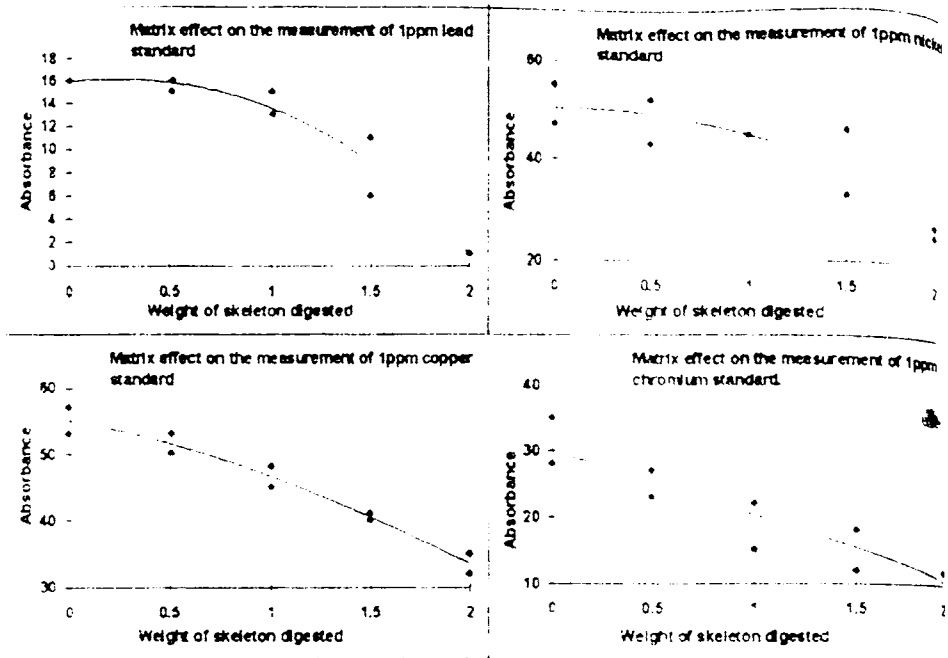 Matrix effect on the measurement of 1ppm lead
standard
18
16
14
12
10
8
6
4
2
0
Absorbance
0 0.5 1 1.5 2
Weight of skeleton digested
Matrix effect on the measurement of 1ppm nickel
standard
60
40
20
Absorbance
0 0.5 1 1.5 2
Weight of skeleton digested
Matrix effect on the measurement of 1ppm copper
standard
60
50
40
30
Absorbance
0 0.5 1 1.5 2
Weight of skeleton digested
Matrix effect on the measurement of 1ppm
chromium standard.
40
30
20
10
Absorbance
0 0.5 1 1.5 2
Weight of skeleton digested